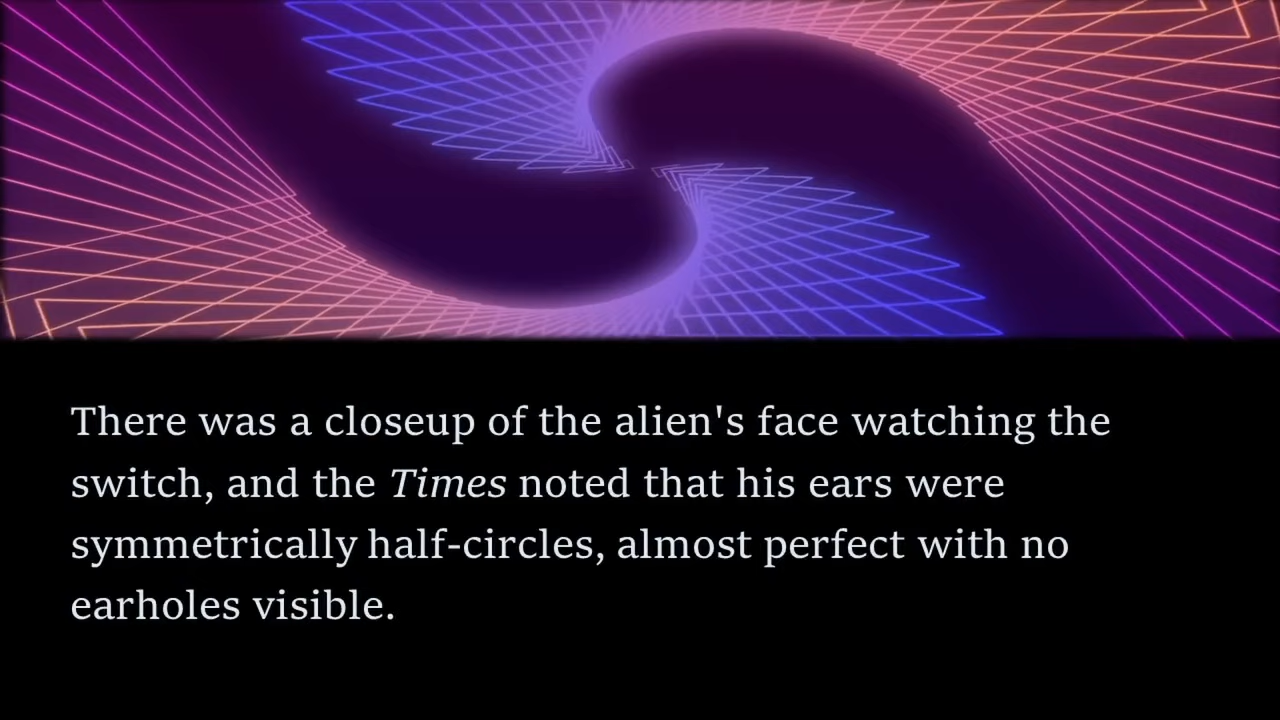 There was a closeup of the alien's face watching the
switch, and the Times noted that his ears were
symmetrically half-circles, almost perfect with no
earholes visible.